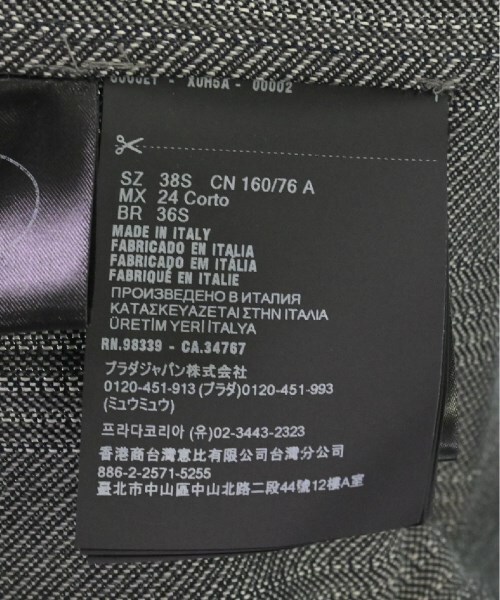 SZ 38S CN 160/76 A
MX 24 Corto
BR 36S
MADE IN ITALY
FABRICADO EN ITALIA
FABRICADO EM ITÁLIA
FABRIQUÉ EN ITALIE
ПРОИЗВЕДЕНО В ИТАЛИЯ
ΚΑΤΑΣΚΕΥΑΖΕΤΑΙ ΣΤΗΝ ΙΤΑΛΙΑ
ÜRETİM YERİ İTALYA
RN.98339 - CA.34767
プラダジャパン株式会社
0120-451-913 (プラダ)0120-451-993
(ミュウミュウ)
프라다코리아 (유)02-3443-2323
香港商台灣惠比有限公司台灣分公司
886-2-2571-5255
臺北市中山區中山北路二段44號12樓A室